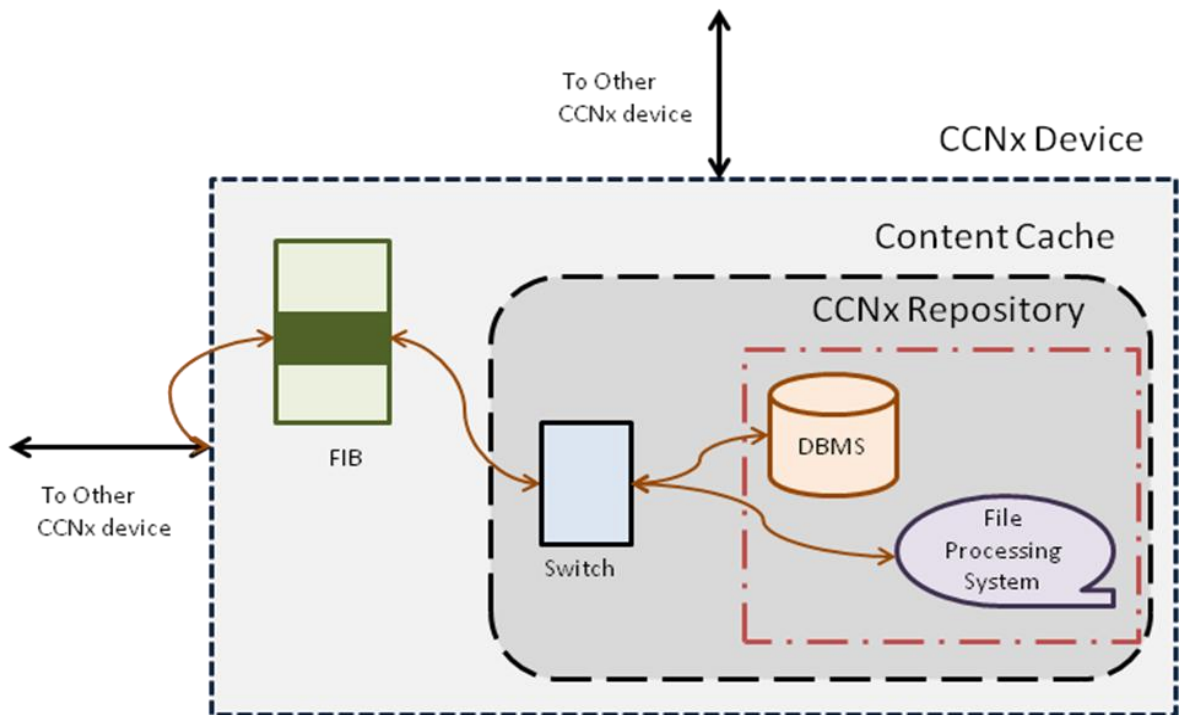 To Other
CCNx device
CCNx Device
Content Cache
CCNx Repository
DBMS
FIB
To Other
CCNx device
File
Processing
System
Switch